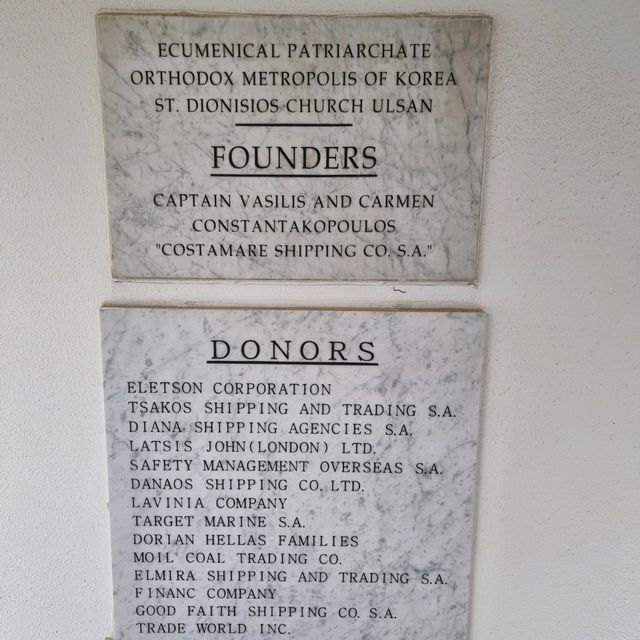 ECUMENICAL PATRIARCHATE
ORTHODOX METROPOLIS OF KOREA
ST. DIONISIOS CHURCH ULSAN
FOUNDERS
CAPTAIN VASILIS AND CARMEN
CONSTANTAKOPOULOS
"COSTAMARE SHIPPING CO. S.A."
DONORS
ELETSON CORPORATION
TSAKOS SHIPPING AND TRADING S.A.
DIANA SHIPPING AGENCIES S.A.
LATSIS JOHN(LONDON) LTD.
SAFETY MANAGEMENT OVERSEAS S.A.
DANAOS SHIPPING CO. LTD.
LAVINIA COMPANY
TARGET MARINE S.A.
DORIAN HELLAS FAMILIES
MOIL COAL TRADING CO.
ELMIRA SHIPPING AND TRADING S.A.
FINANC COMPANY
GOOD FAITH SHIPPING CO. S.A.
TRADE WORLD INC.